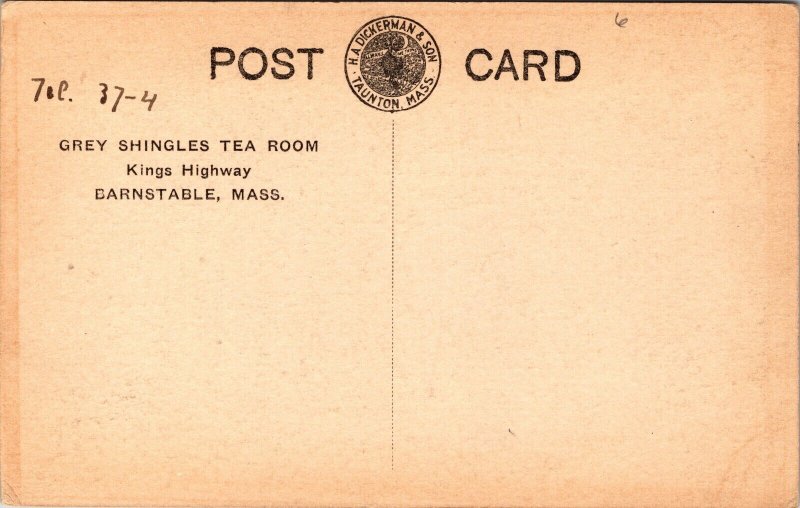 6
POST CARD
H. A. DICKERMAN & SON
· TAUNTON, MASS. ·
Tel. 37-4
GREY SHINGLES TEA ROOM
Kings Highway
BARNSTABLE, MASS.